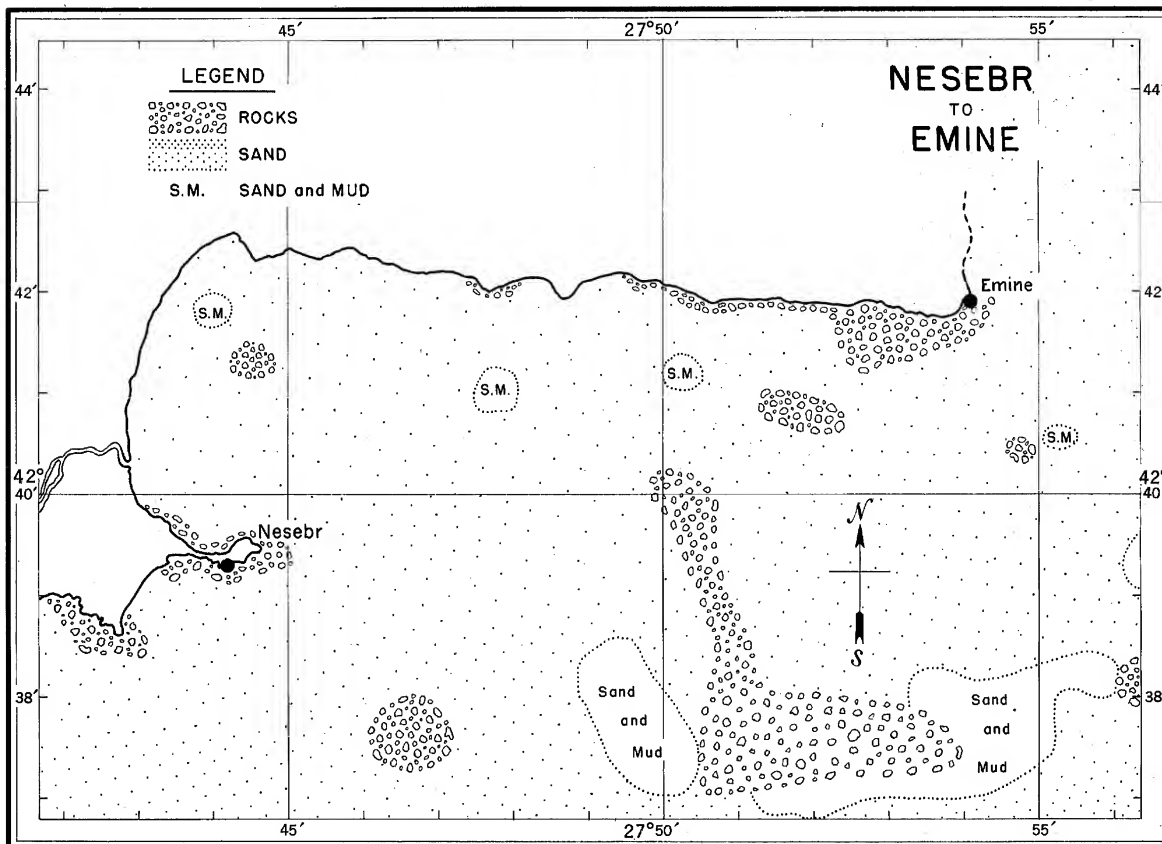 45′ 27°50′ 55′
LEGEND
ROCKS
SAND
S.M. SAND and MUD
NESEBR
TO
EMINE
44′ 44′
42′ 42′
Emine
S.M.
S.M.
S.M.
S.M.
42° 42°
40′ 40′
Nesebr
N
S
38′ 38′
Sand
and
Mud
Sand
and
Mud
45′ 27°50′ 55′